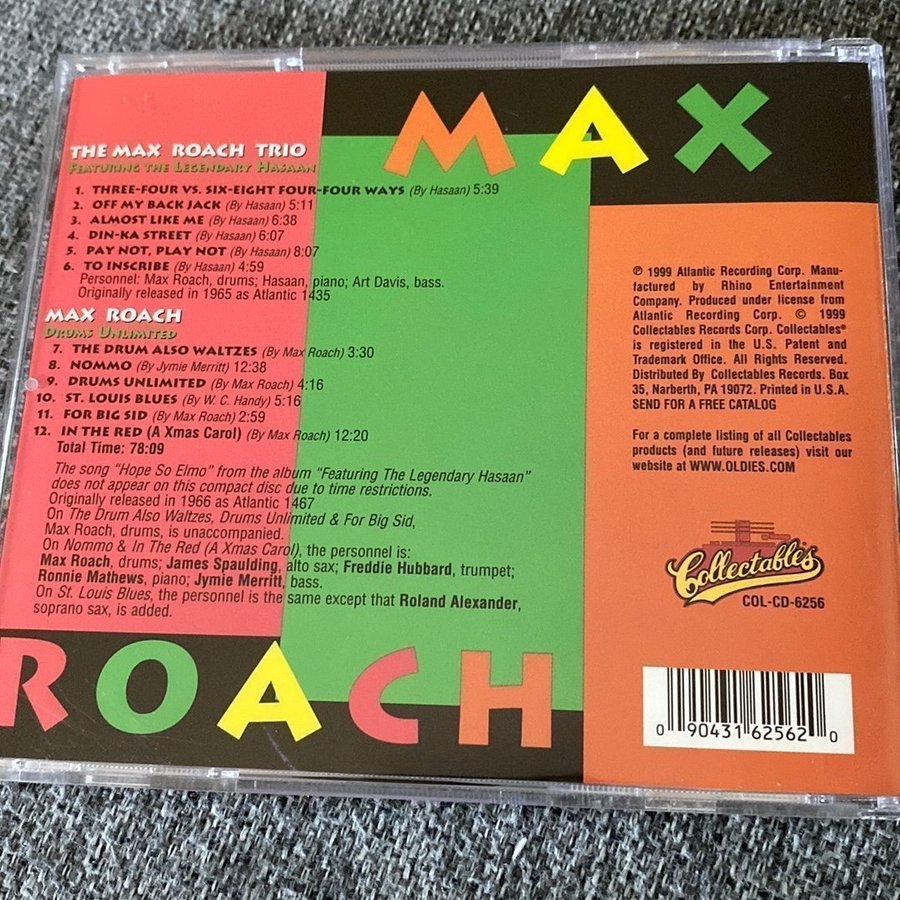 MAX
THE MAX ROACH TRIO
FEATURING THE LEGENDARY HASAAN
1. THREE-FOUR VS. SIX-EIGHT FOUR-FOUR WAYS (By Hasaan) 5:39
2. OFF MY BACK JACK (By Hasaan) 5:11
3. ALMOST LIKE ME (By Hasaan) 6:38
4. DIN-KA STREET (By Hasaan) 6:07
5. PAY NOT, PLAY NOT (By Hasaan) 8:07
6. TO INSCRIBE (By Hasaan) 4:59
Personnel: Max Roach, drums; Hasaan, piano; Art Davis, bass.
Originally released in 1965 as Atlantic 1435
MAX ROACH
DRUMS UNLIMITED
7. THE DRUM ALSO WALTZES (By Max Roach) 3:30
8. NOMMO (By Jymie Merritt) 12:38
9. DRUMS UNLIMITED (By Max Roach) 4:16
10. ST. LOUIS BLUES (By W. C. Handy) 5:16
11. FOR BIG SID (By Max Roach) 2:59
12. IN THE RED (A Xmas Carol) (By Max Roach) 12:20
Total Time: 78:09
The song "Hope So Elmo" from the album "Featuring The Legendary Hasaan"
does not appear on this compact disc due to time restrictions.
Originally released in 1966 as Atlantic 1467
On The Drum Also Waltzes, Drums Unlimited & For Big Sid,
Max Roach, drums, is unaccompanied.
On Nommo & In The Red (A Xmas Carol), the personnel is:
Max Roach, drums; James Spaulding, alto sax; Freddie Hubbard, trumpet;
Ronnie Mathews, piano; Jymie Merritt, bass.
On St. Louis Blues, the personnel is the same except that Roland Alexander,
soprano sax, is added.
℗ 1999 Atlantic Recording Corp. Manu-
factured by Rhino Entertainment
Company. Produced under license from
Atlantic Recording Corp. © 1999
Collectables Records Corp. Collectables®
is registered in the U.S. Patent and
Trademark Office. All Rights Reserved.
Distributed By Collectables Records. Box
35, Narberth, PA 19072. Printed in U.S.A.
SEND FOR A FREE CATALOG
For a complete listing of all Collectables
products (and future releases) visit our
website at WWW.OLDIES.COM
Collectables
COL-CD-6256
0 90431 62562 0
ROACH